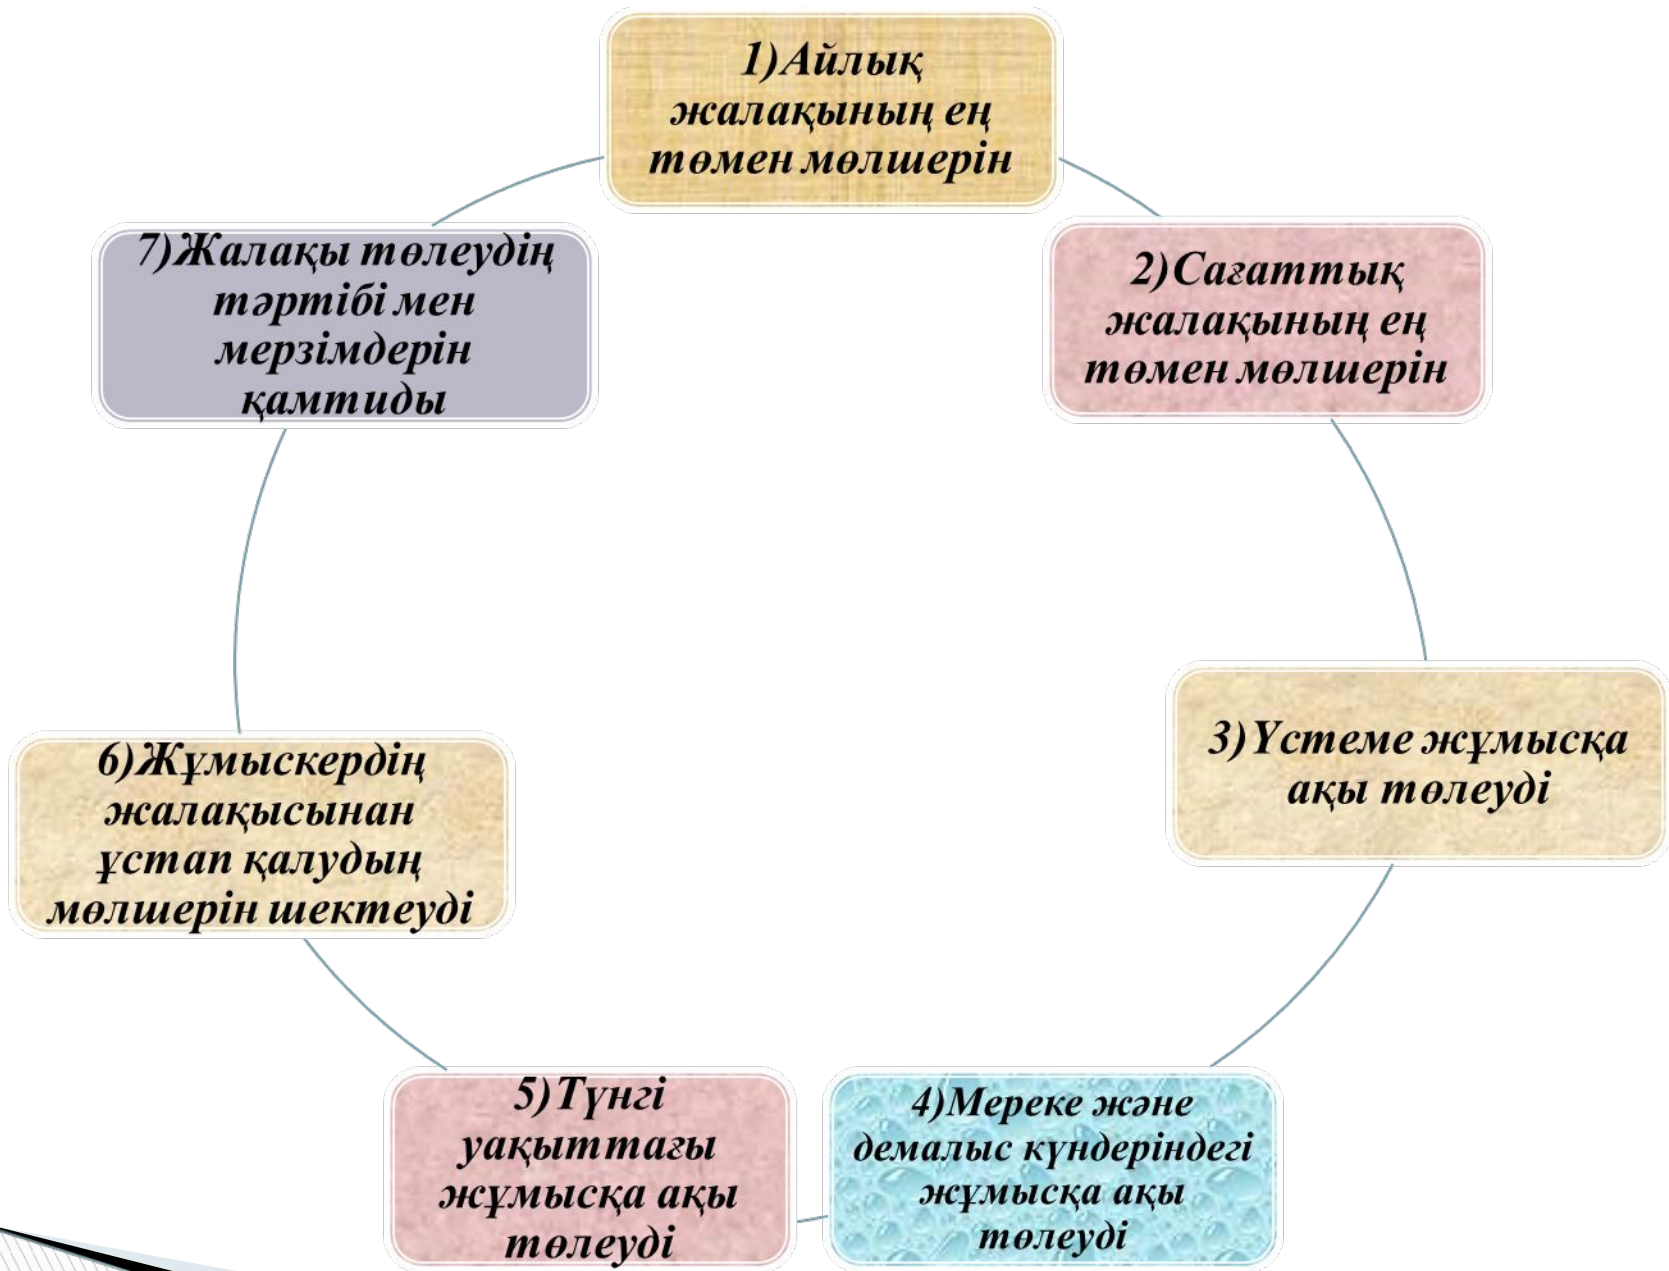 1)Айлық
жалақының ең
төмен мөлшерін
2)Сағаттық
жалақының ең
төмен мөлшерін
3)Үстеме жұмысқа
ақы төлеуді
4)Мереке және
демалыс күндеріндегі
жұмысқа ақы
төлеуді
5)Түнгі
уақыттағы
жұмысқа ақы
төлеуді
6)Жұмыскердің
жалақысынан
ұстап қалудың
мөлшерін шектеуді
7)Жалақы төлеудің
тәртібі мен
мерзімдерін
қамтиды